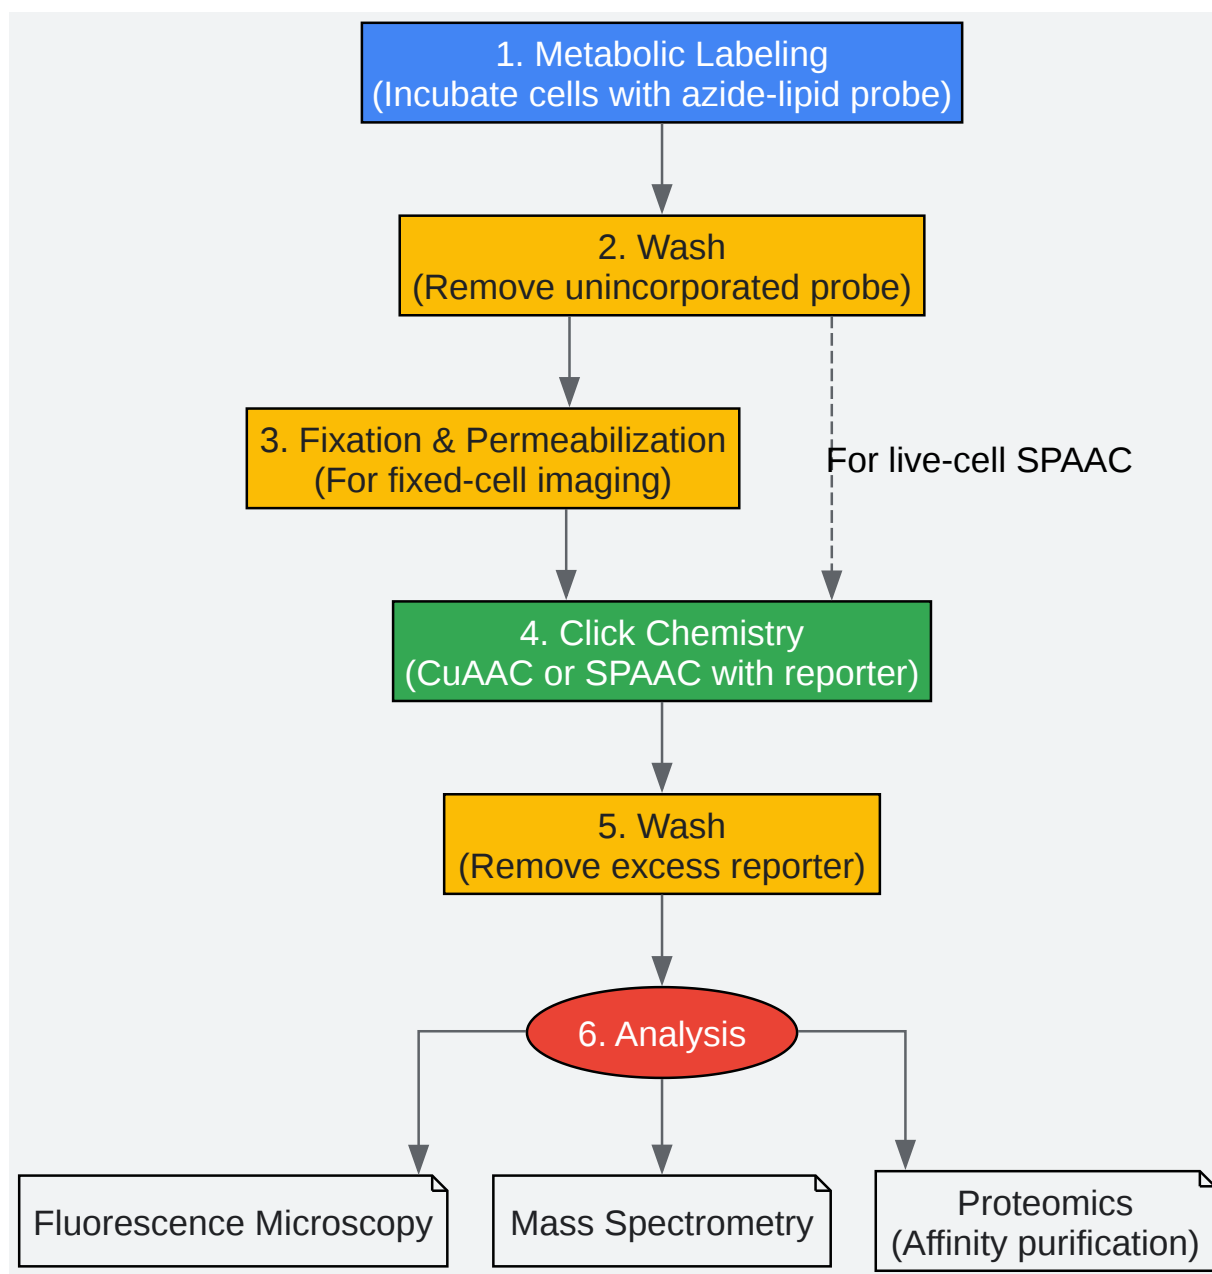 1. Metabolic Labeling
(Incubate cells with azide-lipid probe)
2. Wash
(Remove unincorporated probe)
3. Fixation & Permeabilization
(For fixed-cell imaging)
For live-cell SPAAC
4. Click Chemistry
(CuAAC or SPAAC with reporter)
5. Wash
(Remove excess reporter)
6. Analysis
Fluorescence Microscopy
Mass Spectrometry
Proteomics
(Affinity purification)